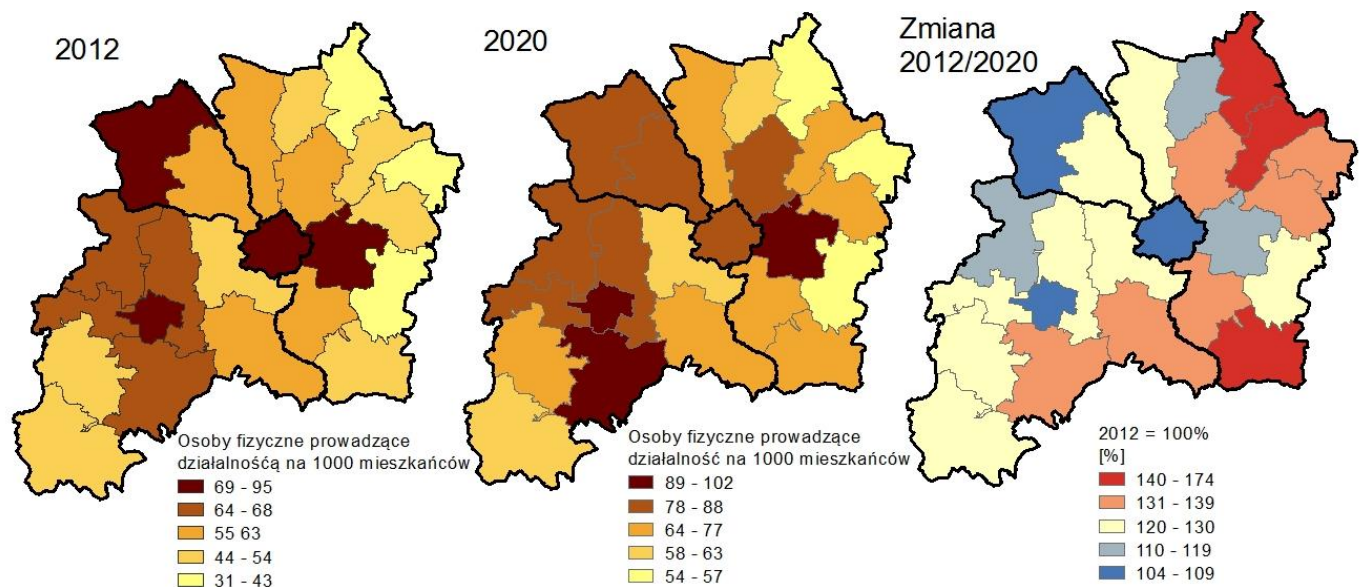 2012
2020
Zmiana
2012/2020
Osoby fizyczne prowadzące
działalnośćą na 1000 mieszkańców
69 - 95
64 - 68
55 63
44 - 54
31 - 43
Osoby fizyczne prowadzące
działalność na 1000 mieszkańców
89 - 102
78 - 88
64 - 77
58 - 63
54 - 57
2012 = 100%
[%]
140 - 174
131 - 139
120 - 130
110 - 119
104 - 109